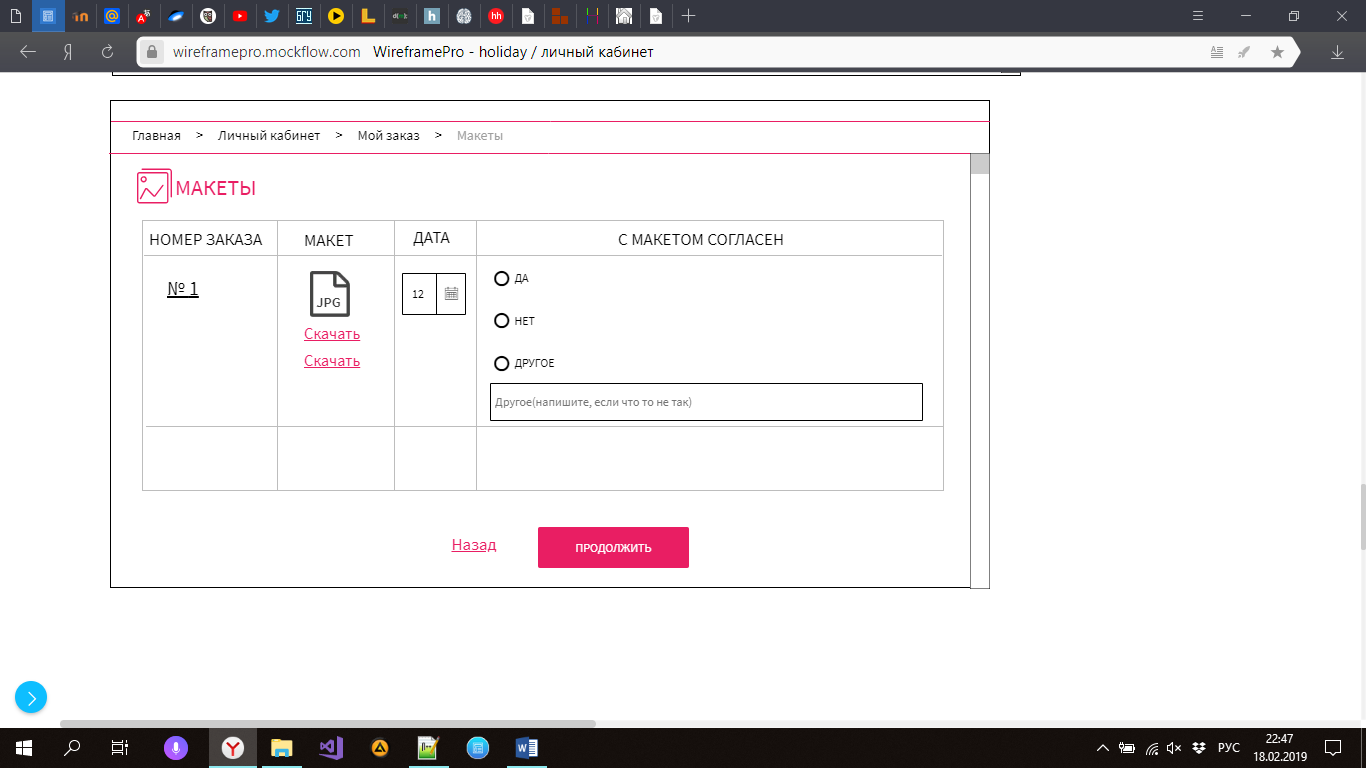 wireframepro.mockflow.com WireframePro - holiday / личный кабинет
Главная > Личный кабинет > Мой заказ > Макеты
МАКЕТЫ
НОМЕР ЗАКАЗА МАКЕТ ДАТА С МАКЕТОМ СОГЛАСЕН
№ 1
JPG
Скачать
Скачать
12
ДА
НЕТ
ДРУГОЕ
Другое(напишите, если что то не так)
Назад
ПРОДОЛЖИТЬ
РУС
22:47
18.02.2019